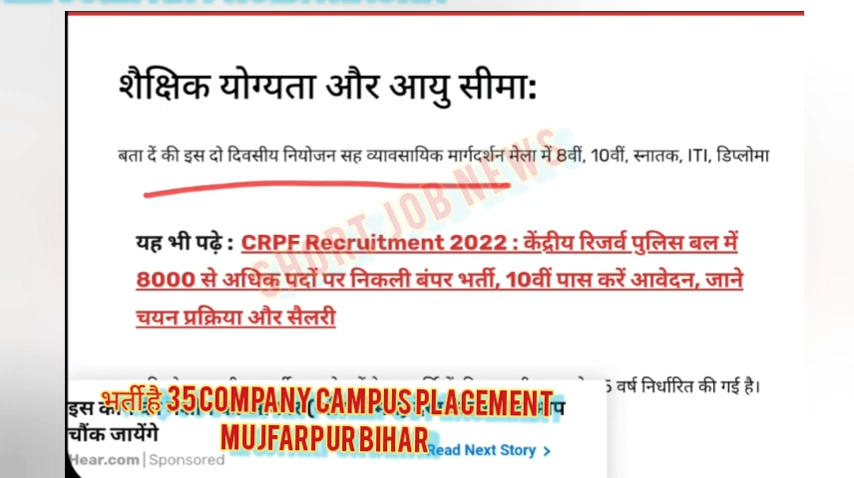 शैक्षिक योग्यता और आयु सीमा:
बता दें की इस दो दिवसीय नियोजन सह व्यावसायिक मार्गदर्शन मेला में 8वीं, 10वीं, स्नातक, ITI, डिप्लोमा
SHORT JOB NEWS
यह भी पढ़े : CRPF Recruitment 2022 : केंद्रीय रिजर्व पुलिस बल में
8000 से अधिक पदों पर निकली बंपर भर्ती, 10वीं पास करें आवेदन, जाने
चयन प्रक्रिया और सैलरी
5 वर्ष निर्धारित की गई है।
भर्ती है 35 COMPANY CAMPUS PLACEMENT
MUJFARPUR BIHAR
इस
चौंक जायेंगे
Hear.com | Sponsored
Read Next Story >